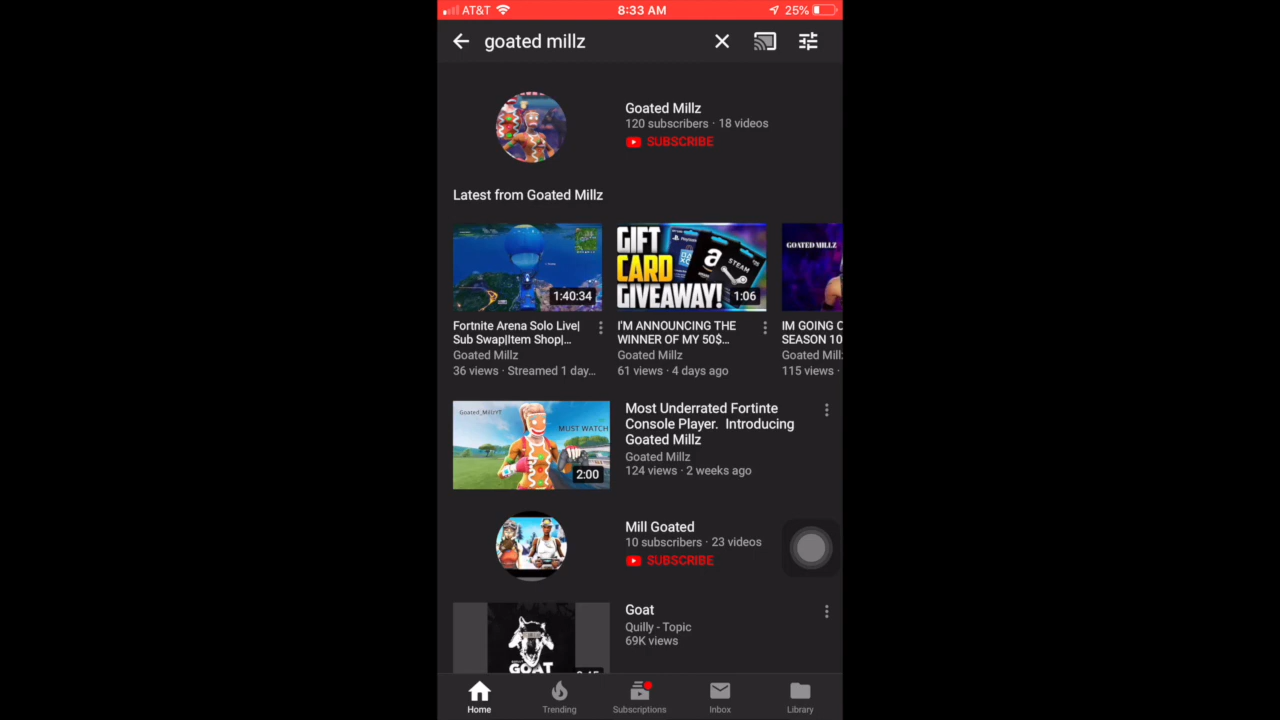 AT&T 8:33 AM 25%
goated millz
Goated Millz
120 subscribers · 18 videos
SUBSCRIBE
Latest from Goated Millz
1:40:34
GIFT
CARD
GIVEAWAY!
PlayStation
a
STEAM
1:06
GOATED MILLZ
Fortnite Arena Solo Live|
Sub Swap|Item Shop|...
Goated Millz
36 views · Streamed 1 day...
I'M ANNOUNCING THE
WINNER OF MY 50$...
Goated Millz
61 views · 4 days ago
IM GOING
SEASON 10
Goated Mill
115 views ·
Goated_MillzYT
MUST WATCH
2:00
Most Underrated Fortinte
Console Player. Introducing
Goated Millz
Goated Millz
124 views · 2 weeks ago
Mill Goated
10 subscribers · 23 videos
SUBSCRIBE
GOAT
Goat
Quilly - Topic
69K views
Home Trending Subscriptions Inbox Library